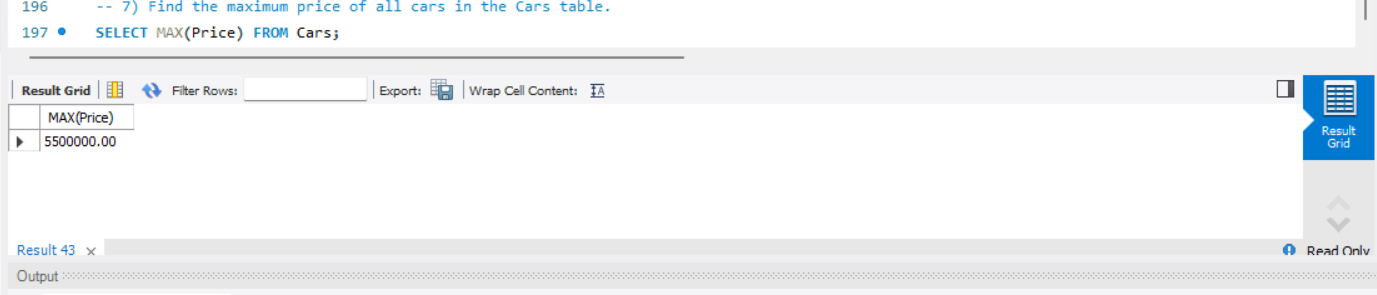 196 -- 7) Find the maximum price of all cars in the Cars table.
197 SELECT MAX(Price) FROM Cars;
Result Grid Filter Rows: Export: Wrap Cell Content: IA
MAX(Price)
5500000.00
Result
Grid
Result 43 x
Read Only
Output